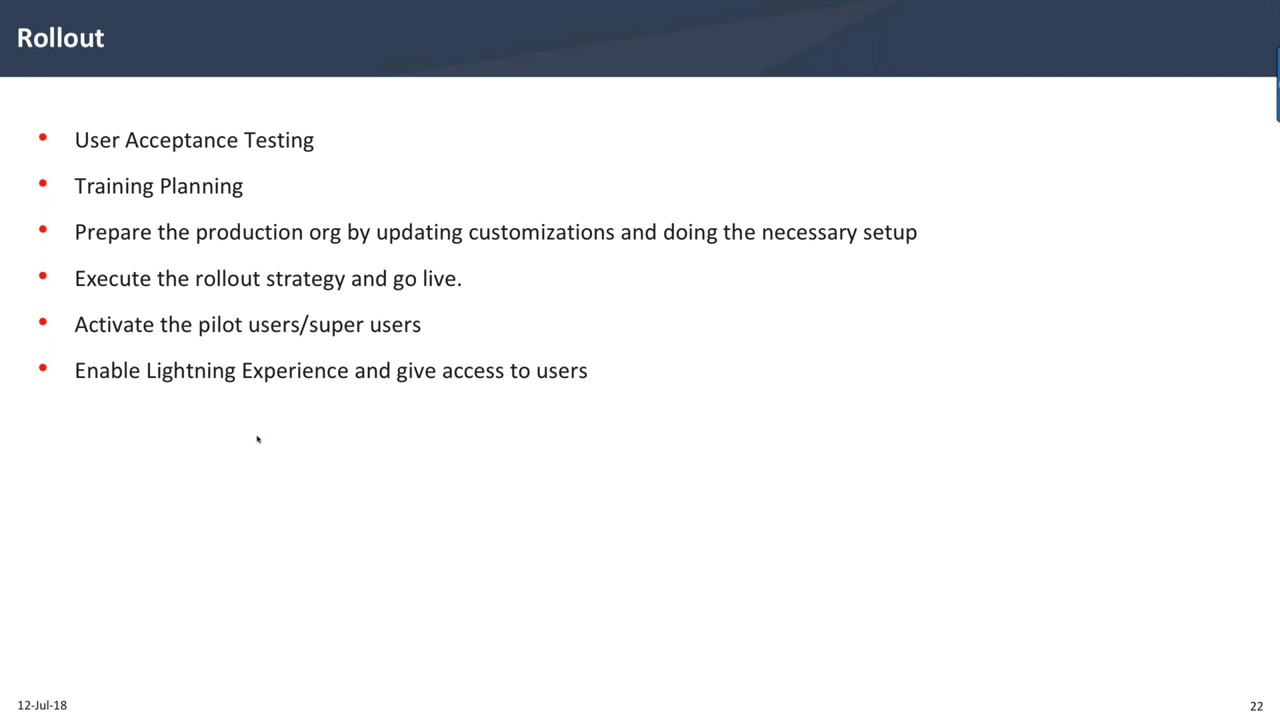 Rollout
• User Acceptance Testing
• Training Planning
• Prepare the production org by updating customizations and doing the necessary setup
• Execute the rollout strategy and go live.
• Activate the pilot users/super users
• Enable Lightning Experience and give access to users
12-Jul-18
22